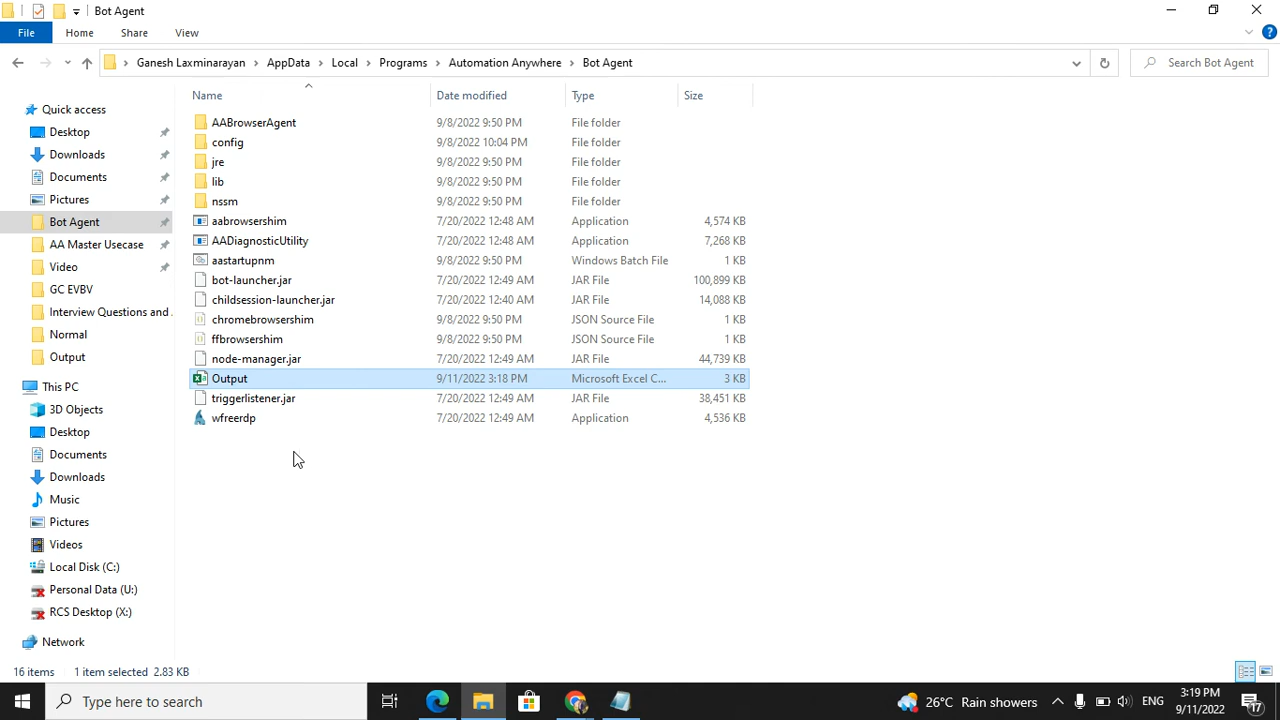 Bot Agent
File Home Share View
Ganesh Laxminarayan AppData Local Programs Automation Anywhere Bot Agent Search Bot Agent
Name Date modified Type Size
Quick access
Desktop
Downloads
Documents
Pictures
Bot Agent
AA Master Usecase
Video
GC EVBV
Interview Questions and .
Normal
Output
This PC
3D Objects
Desktop
Documents
Downloads
Music
Pictures
Videos
Local Disk (C:)
Personal Data (U:)
RCS Desktop (X:)
Network
AABrowserAgent 9/8/2022 9:50 PM File folder
config 9/8/2022 10:04 PM File folder
jre 9/8/2022 9:50 PM File folder
lib 9/8/2022 9:50 PM File folder
nssm 9/8/2022 9:50 PM File folder
aabrowsershim 7/20/2022 12:48 AM Application 4,574 KB
AADiagnosticUtility 7/20/2022 12:48 AM Application 7,268 KB
aastartupnm 9/8/2022 9:50 PM Windows Batch File 1 KB
bot-launcher.jar 7/20/2022 12:49 AM JAR File 100,899 KB
childsession-launcher.jar 7/20/2022 12:40 AM JAR File 14,088 KB
chromebrowsershim 9/8/2022 9:50 PM JSON Source File 1 KB
ffbrowsershim 9/8/2022 9:50 PM JSON Source File 1 KB
node-manager.jar 7/20/2022 12:49 AM JAR File 44,739 KB
Output 9/11/2022 3:18 PM Microsoft Excel C... 3 KB
triggerlistener.jar 7/20/2022 12:49 AM JAR File 38,451 KB
wfreerdp 7/20/2022 12:49 AM Application 4,536 KB
16 items 1 item selected 2.83 KB
Type here to search
26°C Rain showers
ENG
3:19 PM
9/11/2022
17